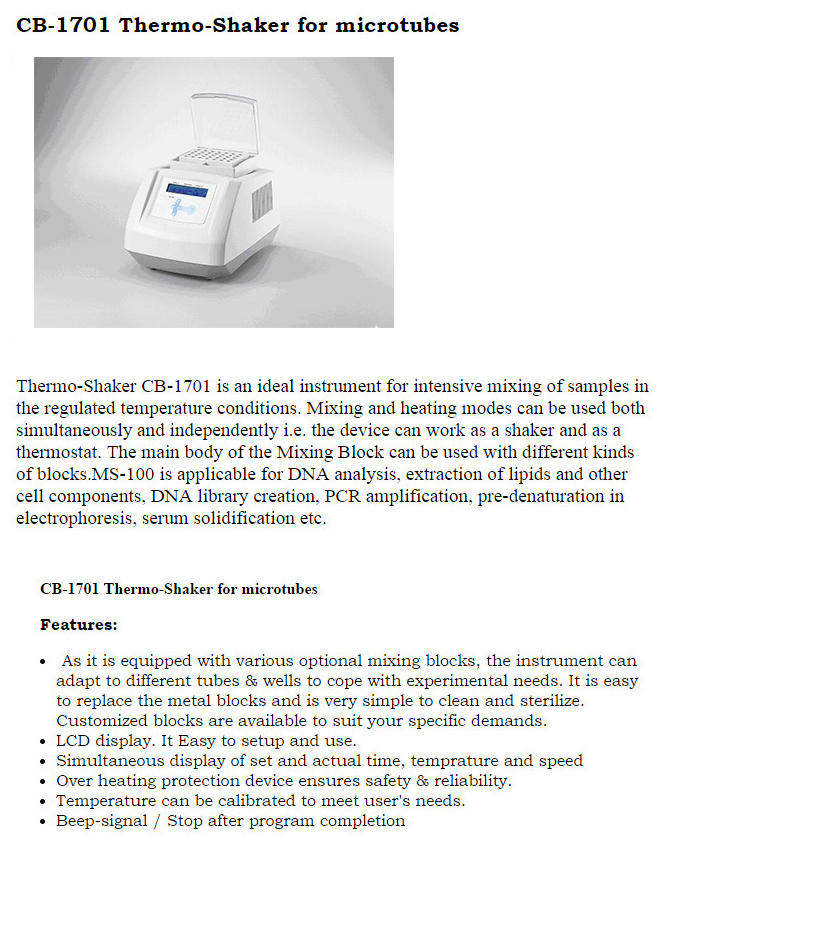 CB-1701 Thermo-Shaker for microtubes
Thermo-Shaker CB-1701 is an ideal instrument for intensive mixing of samples in
the regulated temperature conditions. Mixing and heating modes can be used both
simultaneously and independently i.e. the device can work as a shaker and as a
thermostat. The main body of the Mixing Block can be used with different kinds
of blocks.MS-100 is applicable for DNA analysis, extraction of lipids and other
cell components, DNA library creation, PCR amplification, pre-denaturation in
electrophoresis, serum solidification etc.
CB-1701 Thermo-Shaker for microtubes
Features:
• As it is equipped with various optional mixing blocks, the instrument can
adapt to different tubes & wells to cope with experimental needs. It is easy
to replace the metal blocks and is very simple to clean and sterilize.
Customized blocks are available to suit your specific demands.
• LCD display. It Easy to setup and use.
• Simultaneous display of set and actual time, temprature and speed
• Over heating protection device ensures safety & reliability.
• Temperature can be calibrated to meet user's needs.
• Beep-signal / Stop after program completion